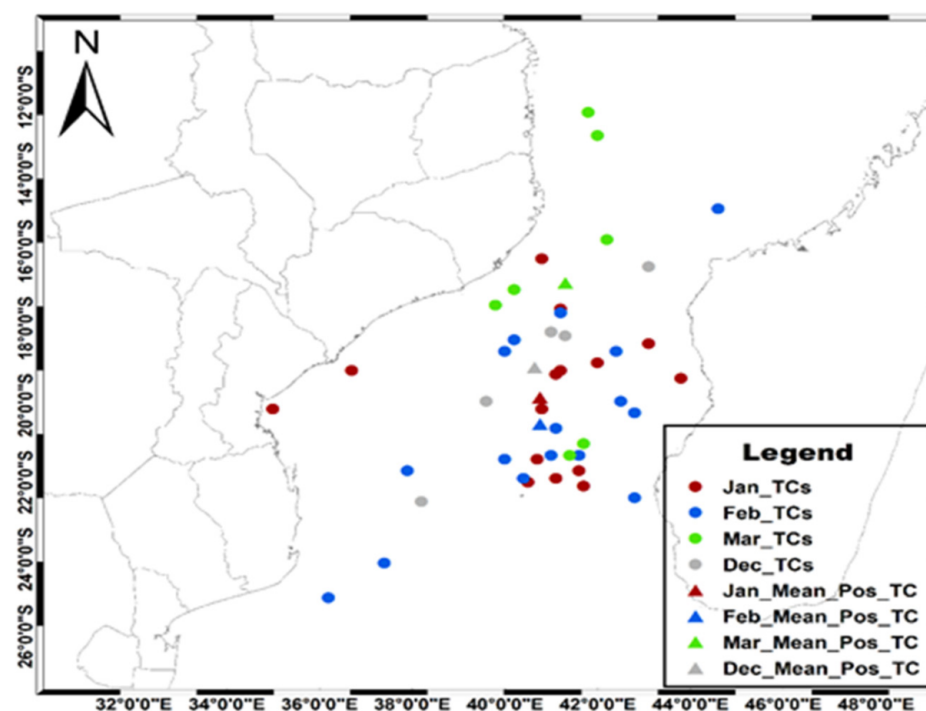 N
12°0'0"S
14°0'0"S
16°0'0"S
18°0'0"S
20°0'0"S
22°0'0"S
24°0'0"S
26°0'0"S
Legend
Jan_TCs
Feb_TCs
Mar_TCs
Dec_TCs
Jan_Mean_Pos_TC
Feb_Mean_Pos_TC
Mar_Mean_Pos_TC
Dec_Mean_Pos_TC
32°0'0"E 34°0'0"E 36°0'0"E 38°0'0"E 40°0'0"E 42°0'0"E 44°0'0"E 46°0'0"E 48°0'0"E